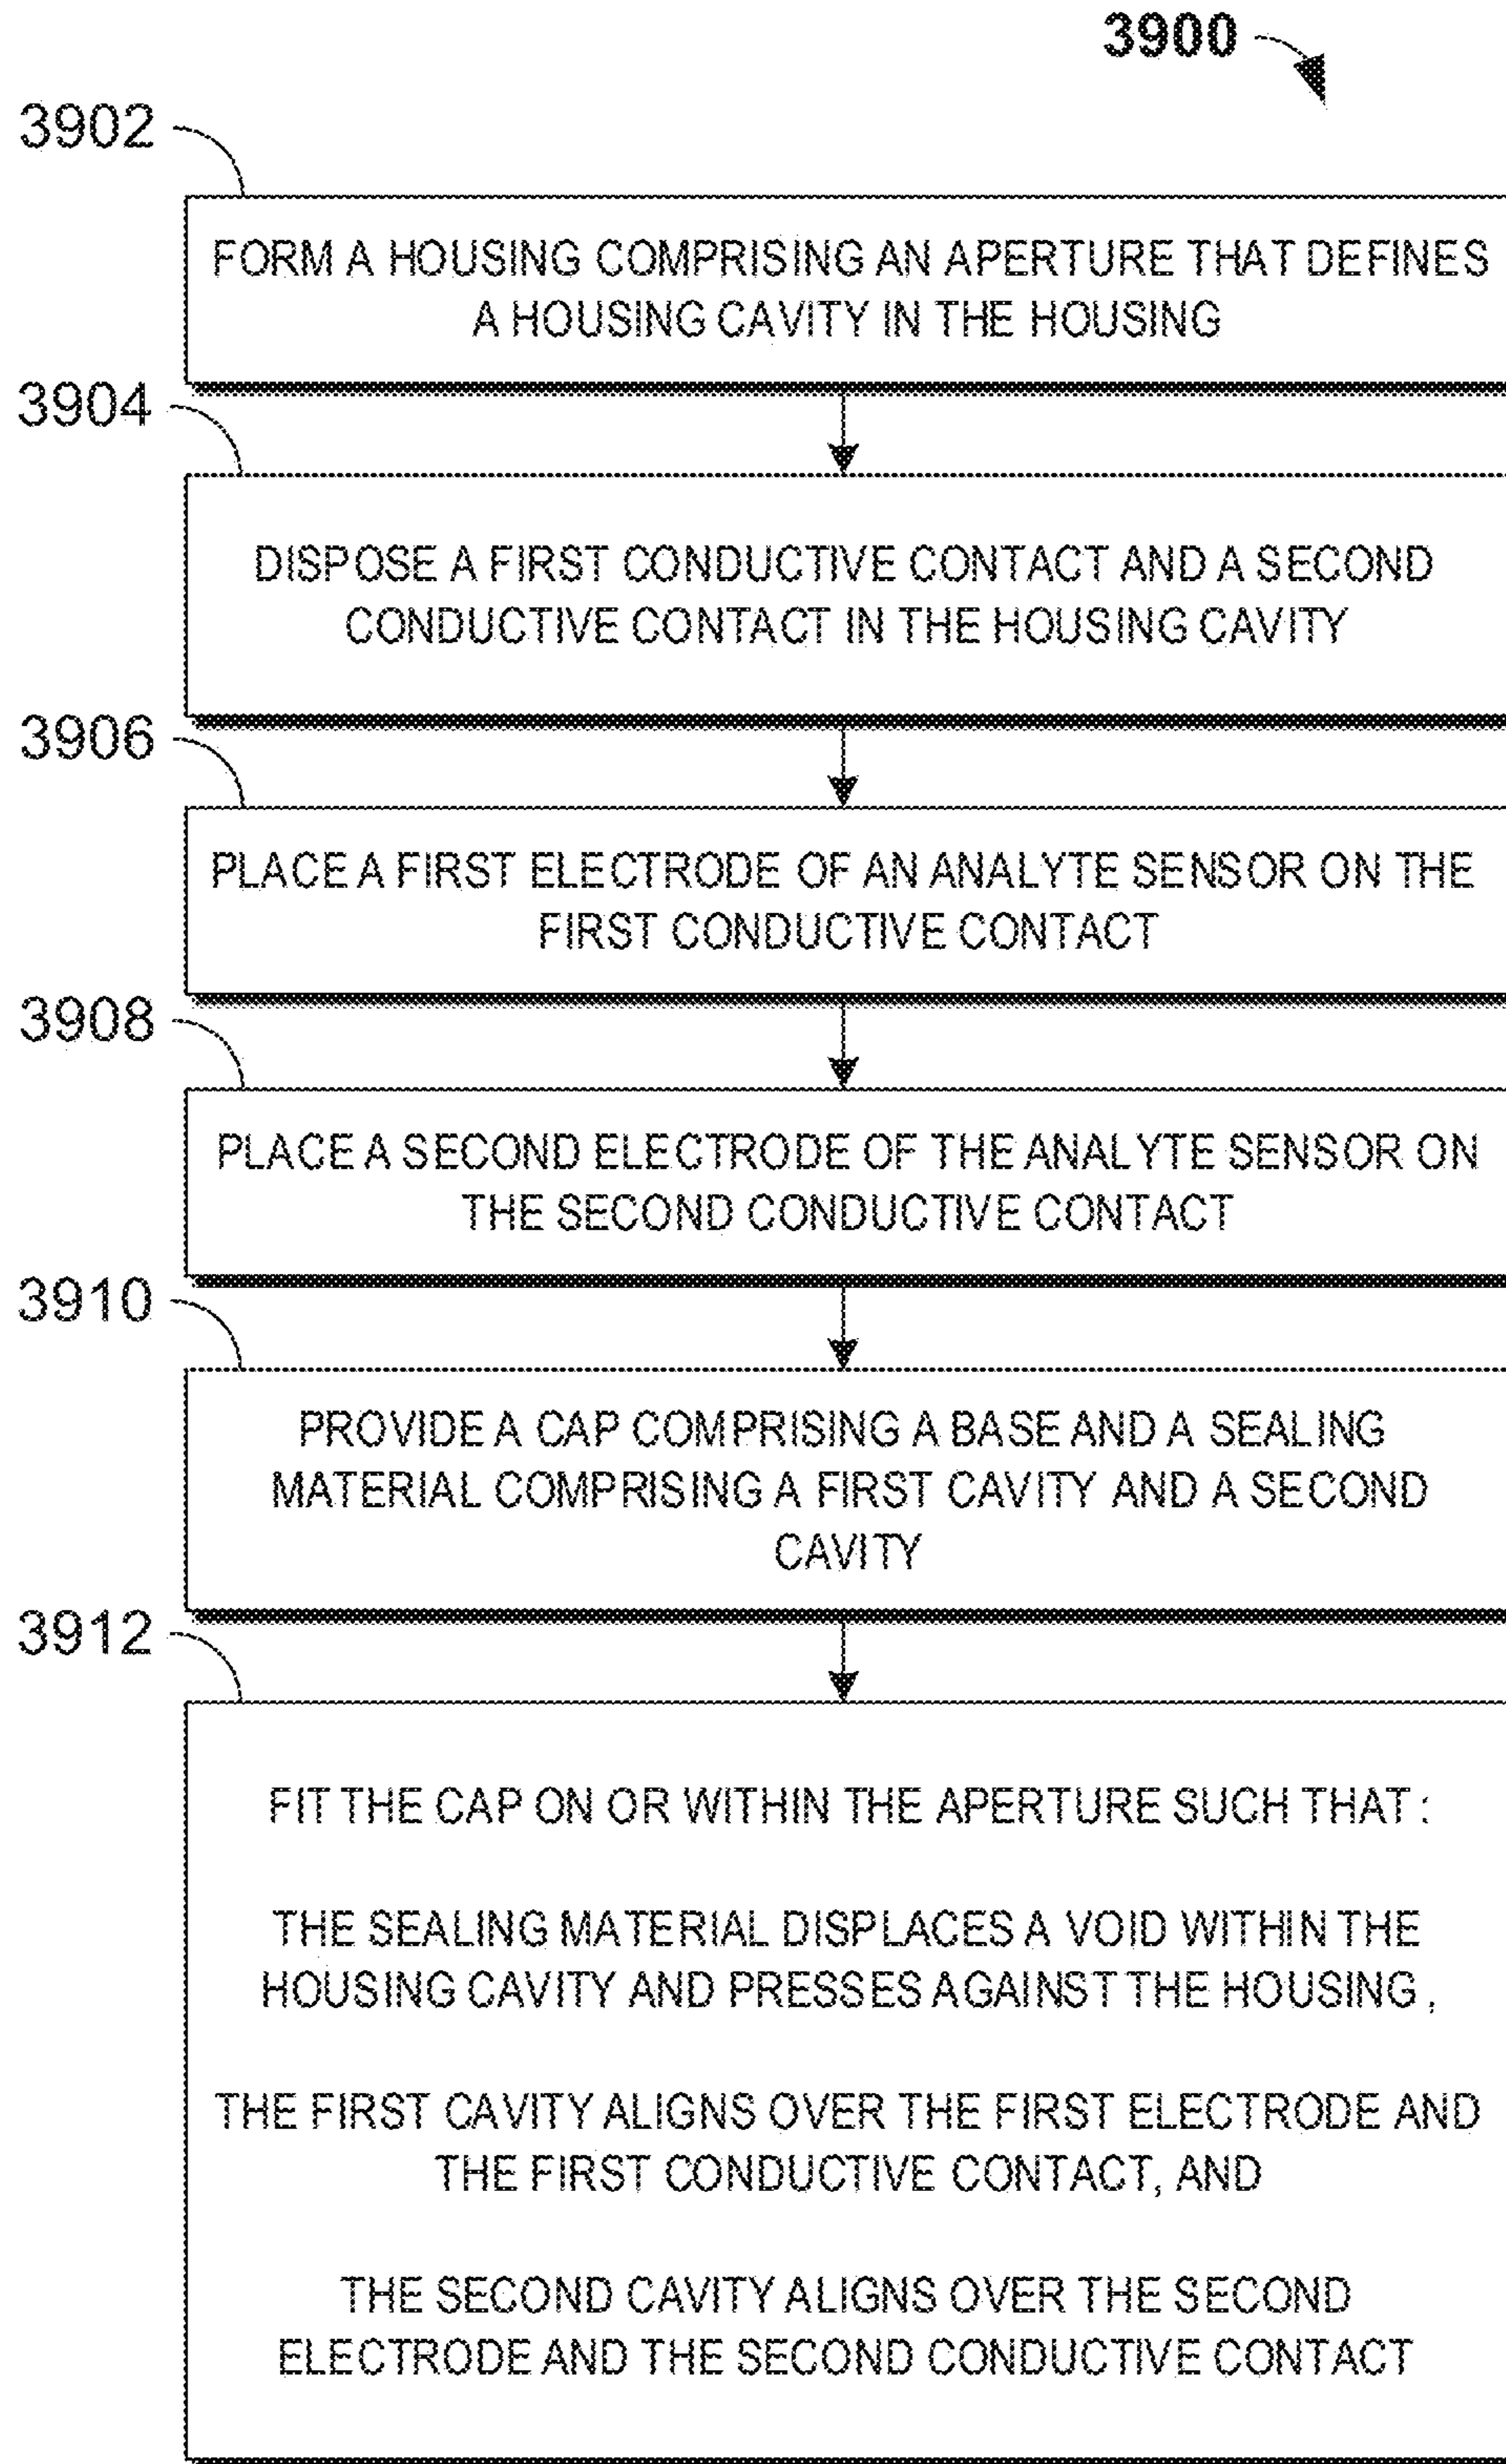 3900
3902
FORM A HOUSING COMPRISING AN APERTURE THAT DEFINES
A HOUSING CAVITY IN THE HOUSING
3904
DISPOSE A FIRST CONDUCTIVE CONTACT AND A SECOND
CONDUCTIVE CONTACT IN THE HOUSING CAVITY
3906
PLACE A FIRST ELECTRODE OF AN ANALYTE SENSOR ON THE
FIRST CONDUCTIVE CONTACT
3908
PLACE A SECOND ELECTRODE OF THE ANALYTE SENSOR ON
THE SECOND CONDUCTIVE CONTACT
3910
PROVIDE A CAP COMPRISING A BASE AND A SEALING
MATERIAL COMPRISING A FIRST CAVITY AND A SECOND
CAVITY
3912
FIT THE CAP ON OR WITHIN THE APERTURE SUCH THAT:
THE SEALING MATERIAL DISPLACES A VOID WITHIN THE
HOUSING CAVITY AND PRESSES AGAINST THE HOUSING,
THE FIRST CAVITY ALIGNS OVER THE FIRST ELECTRODE AND
THE FIRST CONDUCTIVE CONTACT, AND
THE SECOND CAVITY ALIGNS OVER THE SECOND
ELECTRODE AND THE SECOND CONDUCTIVE CONTACT